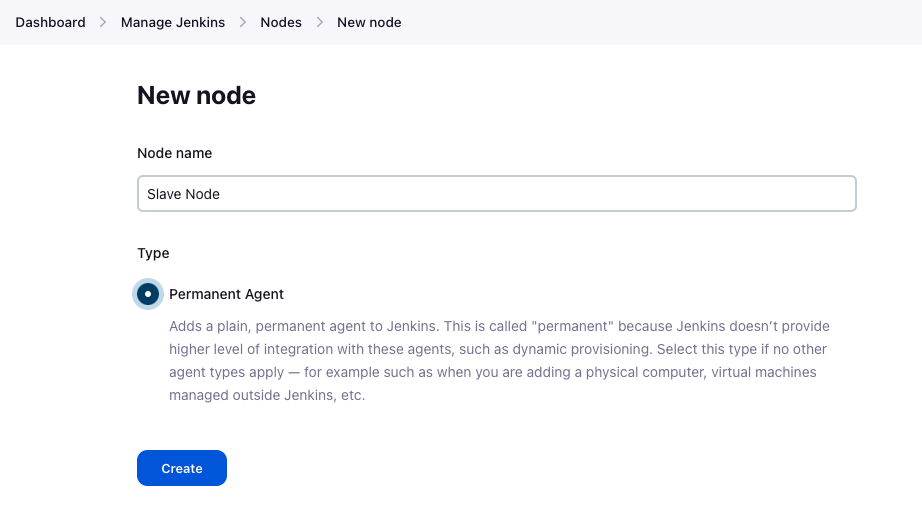 Dashboard > Manage Jenkins > Nodes > New node
New node
Node name
Slave Node
Type
Permanent Agent
Adds a plain, permanent agent to Jenkins. This is called "permanent" because Jenkins doesn't provide
higher level of integration with these agents, such as dynamic provisioning. Select this type if no other
agent types apply — for example such as when you are adding a physical computer, virtual machines
managed outside Jenkins, etc.
Create